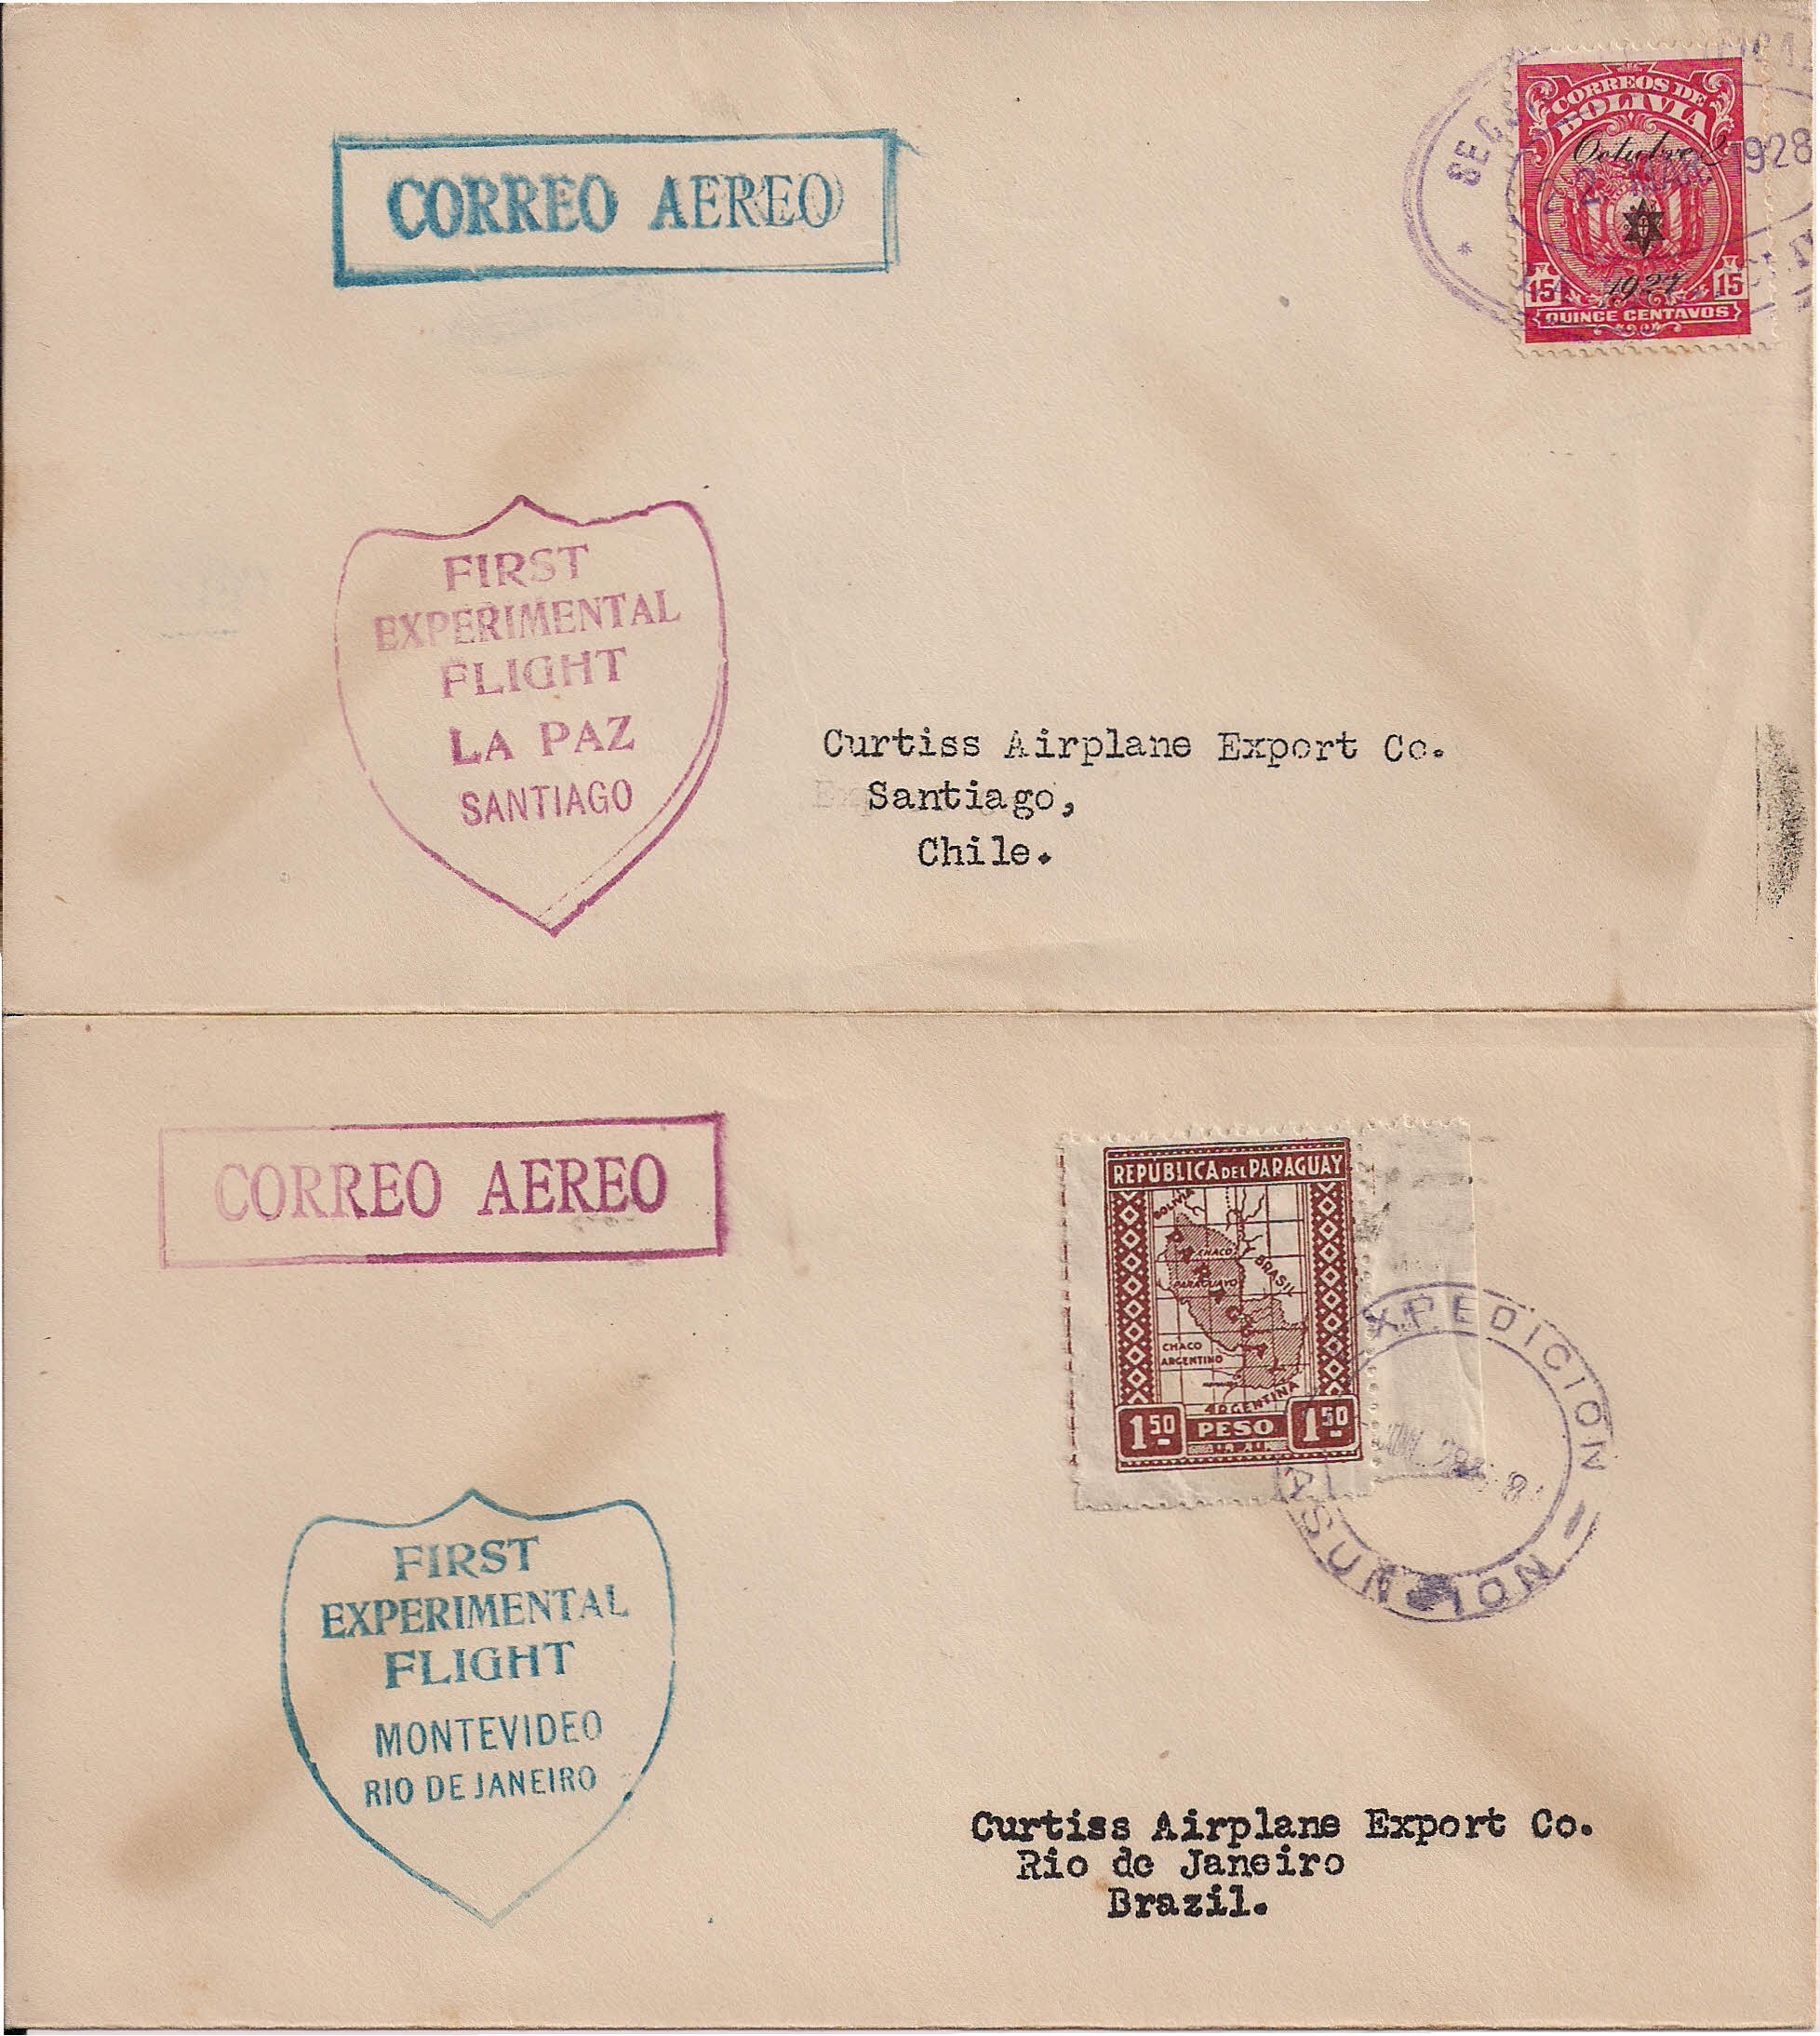 CORREO AEREO
CORREOS DE
BOLIVIA
Octubre
1927
15 15
QUINCE CENTAVOS
22 1928
FIRST
EXPERIMENTAL
FLIGHT
LA PAZ
SANTIAGO
Curtiss Airplane Export Co.
Santiago,
Chile.
CORREO AEREO
REPÚBLICA DEL PARAGUAY
BOLIVIA
CHACO
PARAGUAYO
BRASIL
PARAGUAY
CHACO
ARGENTINO
ARGENTINA
1.50 PESO 1.50
EXPEDICION
ASUNCION
FIRST
EXPERIMENTAL
FLIGHT
MONTEVIDEO
RIO DE JANEIRO
Curtiss Airplane Export Co.
Rio de Janeiro
Brazil.